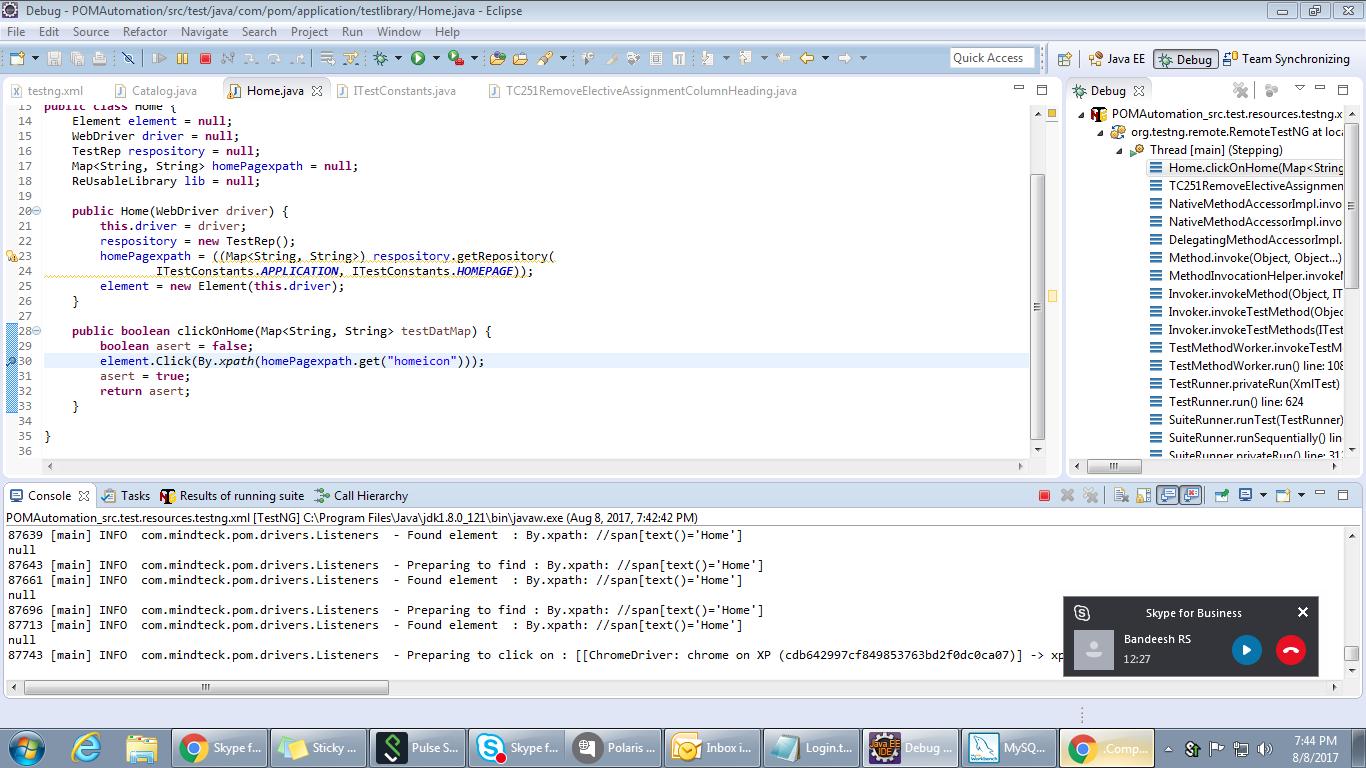 Debug - POMAutomation/src/test/java/com/pom/application/testlibrary/Home.java - Eclipse
File Edit Source Refactor Navigate Search Project Run Window Help
Quick Access
Java EE
Debug
Team Synchronizing
testng.xml
Catalog.java
Home.java
ITestConstants.java
TC251RemoveElectiveAssignmentColumnHeading.java
13 public class Home {
14 Element element = null;
15 WebDriver driver = null;
16 TestRep respository = null;
17 Map<String, String> homePagexpath = null;
18 ReUsableLibrary lib = null;
19
20 public Home(WebDriver driver) {
21 this.driver = driver;
22 respository = new TestRep();
23 homePagexpath = ((Map<String, String>) respository.getRepository(
24 ITestConstants.APPLICATION, ITestConstants.HOMEPAGE));
25 element = new Element(this.driver);
26 }
27
28 public boolean clickOnHome(Map<String, String> testDatMap) {
29 boolean asert = false;
30 element.Click(By.xpath(homePagexpath.get("homeicon")));
31 asert = true;
32 return asert;
33 }
34
35 }
36
Debug
POMAutomation_src.test.resources.testng.x
org.testng.remote.RemoteTestNG at loca
Thread [main] (Stepping)
Home.clickOnHome(Map<String
TC251RemoveElectiveAssignmen
NativeMethodAccessorImpl.invo
NativeMethodAccessorImpl.invo
DelegatingMethodAccessorImpl.
Method.invoke(Object, Object...)
MethodInvocationHelper.invokeM
Invoker.invokeMethod(Object, IT
Invoker.invokeTestMethod(Objec
Invoker.invokeTestMethods(ITest
TestMethodWorker.invokeTestM
TestMethodWorker.run() line: 108
TestRunner.privateRun(XmlTest)
TestRunner.run() line: 624
SuiteRunner.runTest(TestRunner)
SuiteRunner.runSequentially() lin
SuiteRunner.privateRun() line: 313
Console
Tasks
Results of running suite
Call Hierarchy
POMAutomation_src.test.resources.testng.xml [TestNG] C:\Program Files\Java\jdk1.8.0_121\bin\javaw.exe (Aug 8, 2017, 7:42:42 PM)
87639 [main] INFO com.mindteck.pom.drivers.Listeners - Found element : By.xpath: //span[text()='Home']
null
87643 [main] INFO com.mindteck.pom.drivers.Listeners - Preparing to find : By.xpath: //span[text()='Home']
87661 [main] INFO com.mindteck.pom.drivers.Listeners - Found element : By.xpath: //span[text()='Home']
null
87696 [main] INFO com.mindteck.pom.drivers.Listeners - Preparing to find : By.xpath: //span[text()='Home']
87713 [main] INFO com.mindteck.pom.drivers.Listeners - Found element : By.xpath: //span[text()='Home']
null
87743 [main] INFO com.mindteck.pom.drivers.Listeners - Preparing to click on : [[ChromeDriver: chrome on XP (cdb642997cf849853763bd2f0dc0ca07)] -> xp
Skype for Business
Bandeesh RS
12:27
Skype f...
Sticky ...
Pulse S...
Skype f...
Polaris ...
Inbox i...
Login.t...
Java EE
IDE
Debug ...
MySQL
Workbench
MySQ...
.Comp...
7:44 PM
8/8/2017